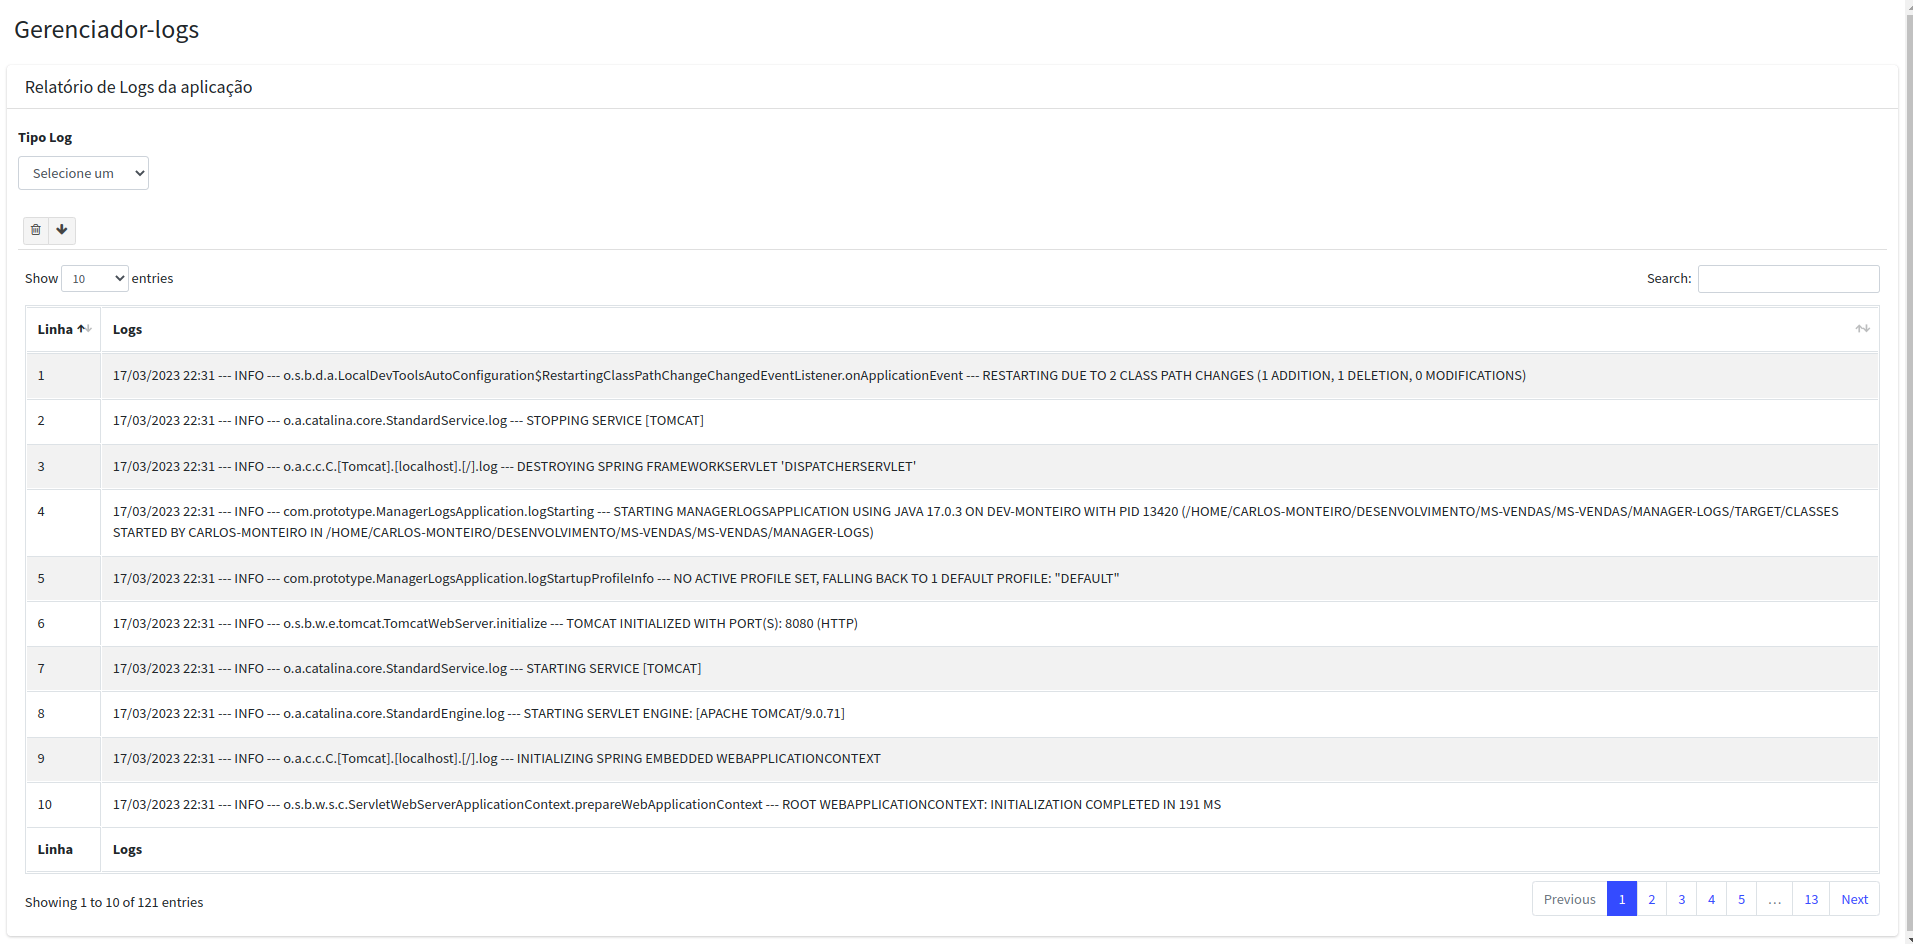 Gerenciador-logs
Relatório de Logs da aplicação
Tipo Log
Selecione um
Show 10 entries
Search:
Linha Logs
1 17/03/2023 22:31 --- INFO --- o.s.b.d.a.LocalDevToolsAutoConfiguration$RestartingClassPathChangeChangedEventListener.onApplicationEvent --- RESTARTING DUE TO 2 CLASS PATH CHANGES (1 ADDITION, 1 DELETION, 0 MODIFICATIONS)
2 17/03/2023 22:31 --- INFO --- o.a.catalina.core.StandardService.log --- STOPPING SERVICE [TOMCAT]
3 17/03/2023 22:31 --- INFO --- o.a.c.c.C.[Tomcat].[localhost].[/].log --- DESTROYING SPRING FRAMEWORKSERVLET 'DISPATCHERSERVLET'
4 17/03/2023 22:31 --- INFO --- com.prototype.ManagerLogsApplication.logStarting --- STARTING MANAGERLOGSAPPLICATION USING JAVA 17.0.3 ON DEV-MONTEIRO WITH PID 13420 (/HOME/CARLOS-MONTEIRO/DESENVOLVIMENTO/MS-VENDAS/MS-VENDAS/MANAGER-LOGS/TARGET/CLASSES
STARTED BY CARLOS-MONTEIRO IN /HOME/CARLOS-MONTEIRO/DESENVOLVIMENTO/MS-VENDAS/MS-VENDAS/MANAGER-LOGS)
5 17/03/2023 22:31 --- INFO --- com.prototype.ManagerLogsApplication.logStartupProfileInfo --- NO ACTIVE PROFILE SET, FALLING BACK TO 1 DEFAULT PROFILE: "DEFAULT"
6 17/03/2023 22:31 --- INFO --- o.s.b.w.e.tomcat.TomcatWebServer.initialize --- TOMCAT INITIALIZED WITH PORT(S): 8080 (HTTP)
7 17/03/2023 22:31 --- INFO --- o.a.catalina.core.StandardService.log --- STARTING SERVICE [TOMCAT]
8 17/03/2023 22:31 --- INFO --- o.a.catalina.core.StandardEngine.log --- STARTING SERVLET ENGINE: [APACHE TOMCAT/9.0.71]
9 17/03/2023 22:31 --- INFO --- o.a.c.c.C.[Tomcat].[localhost].[/].log --- INITIALIZING SPRING EMBEDDED WEBAPPLICATIONCONTEXT
10 17/03/2023 22:31 --- INFO --- o.s.b.w.s.c.ServletWebServerApplicationContext.prepareWebApplicationContext --- ROOT WEBAPPLICATIONCONTEXT: INITIALIZATION COMPLETED IN 191 MS
Linha Logs
Showing 1 to 10 of 121 entries
Previous 1 2 3 4 5 … 13 Next